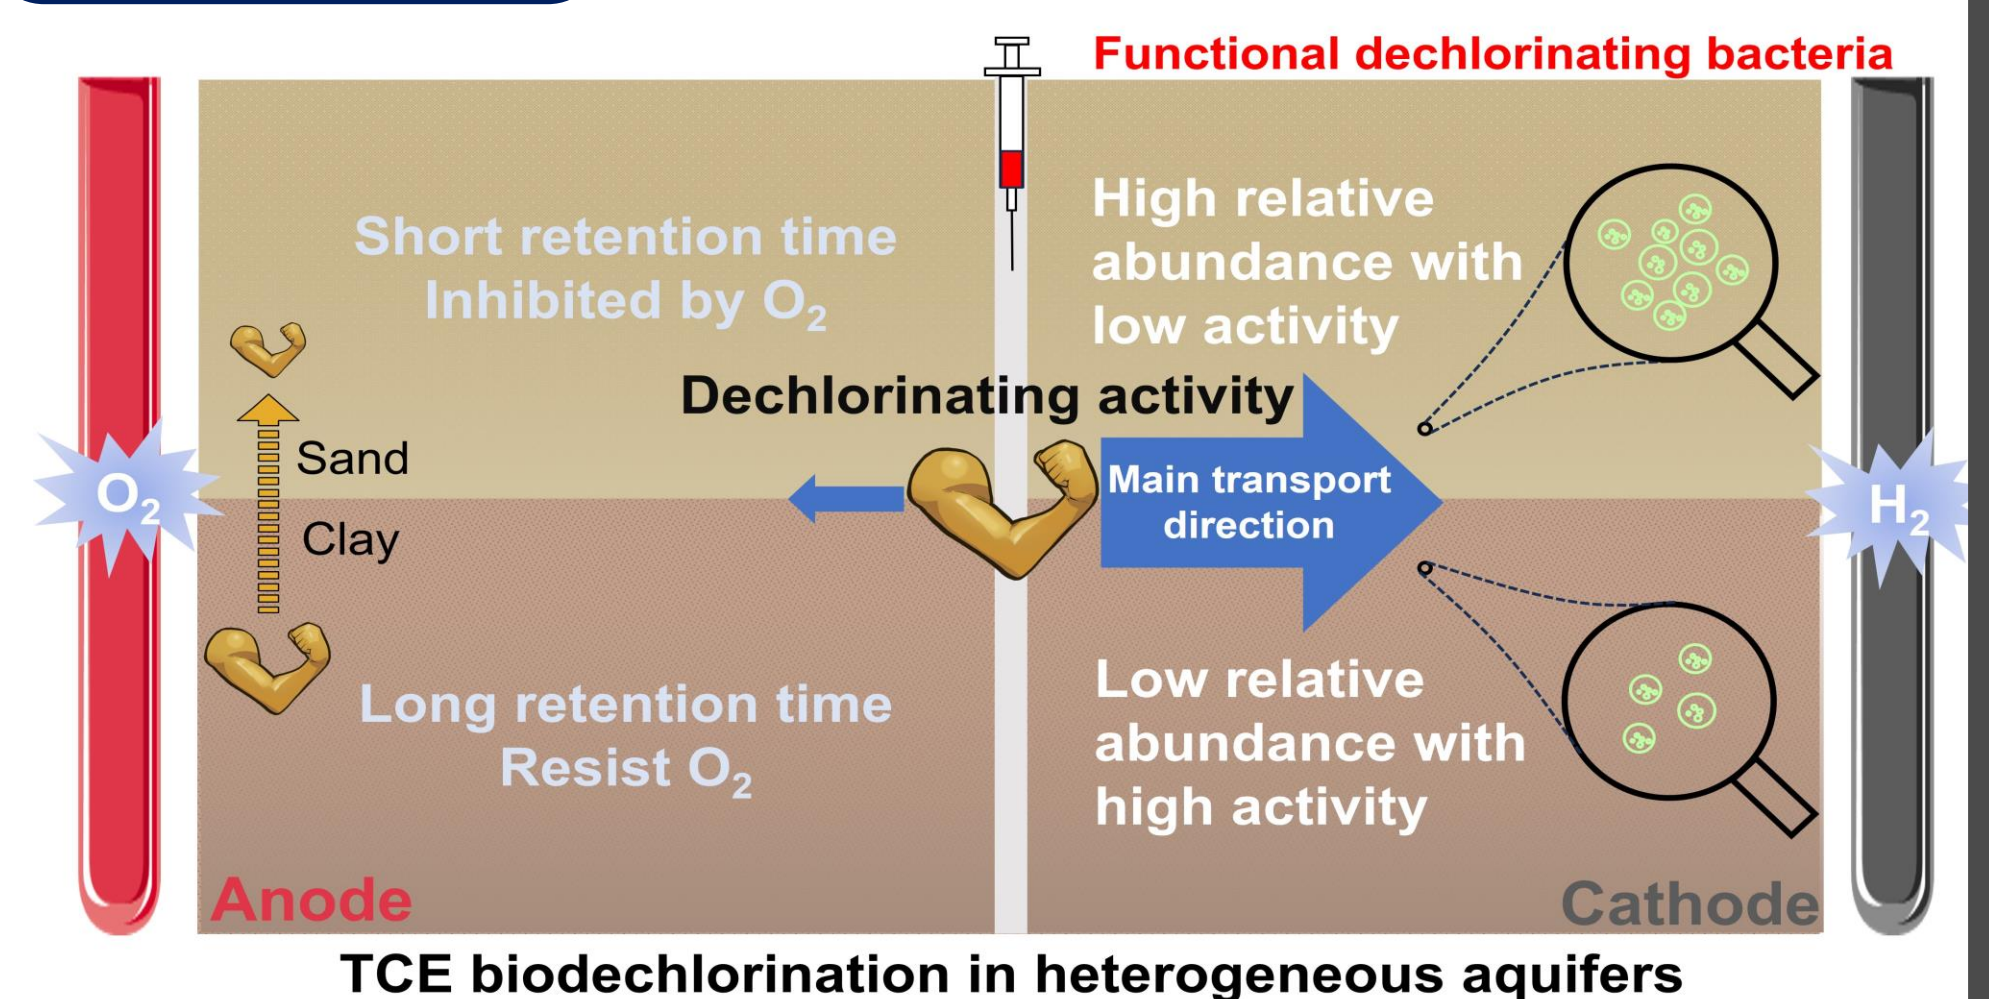 Functional dechlorinating bacteria
Short retention time
Inhibited by O₂
High relative
abundance with
low activity
Dechlorinating activity
Sand
Clay
O₂
Main transport
direction
H₂
Long retention time
Resist O₂
Low relative
abundance with
high activity
Anode
Cathode
TCE biodechlorination in heterogeneous aquifers